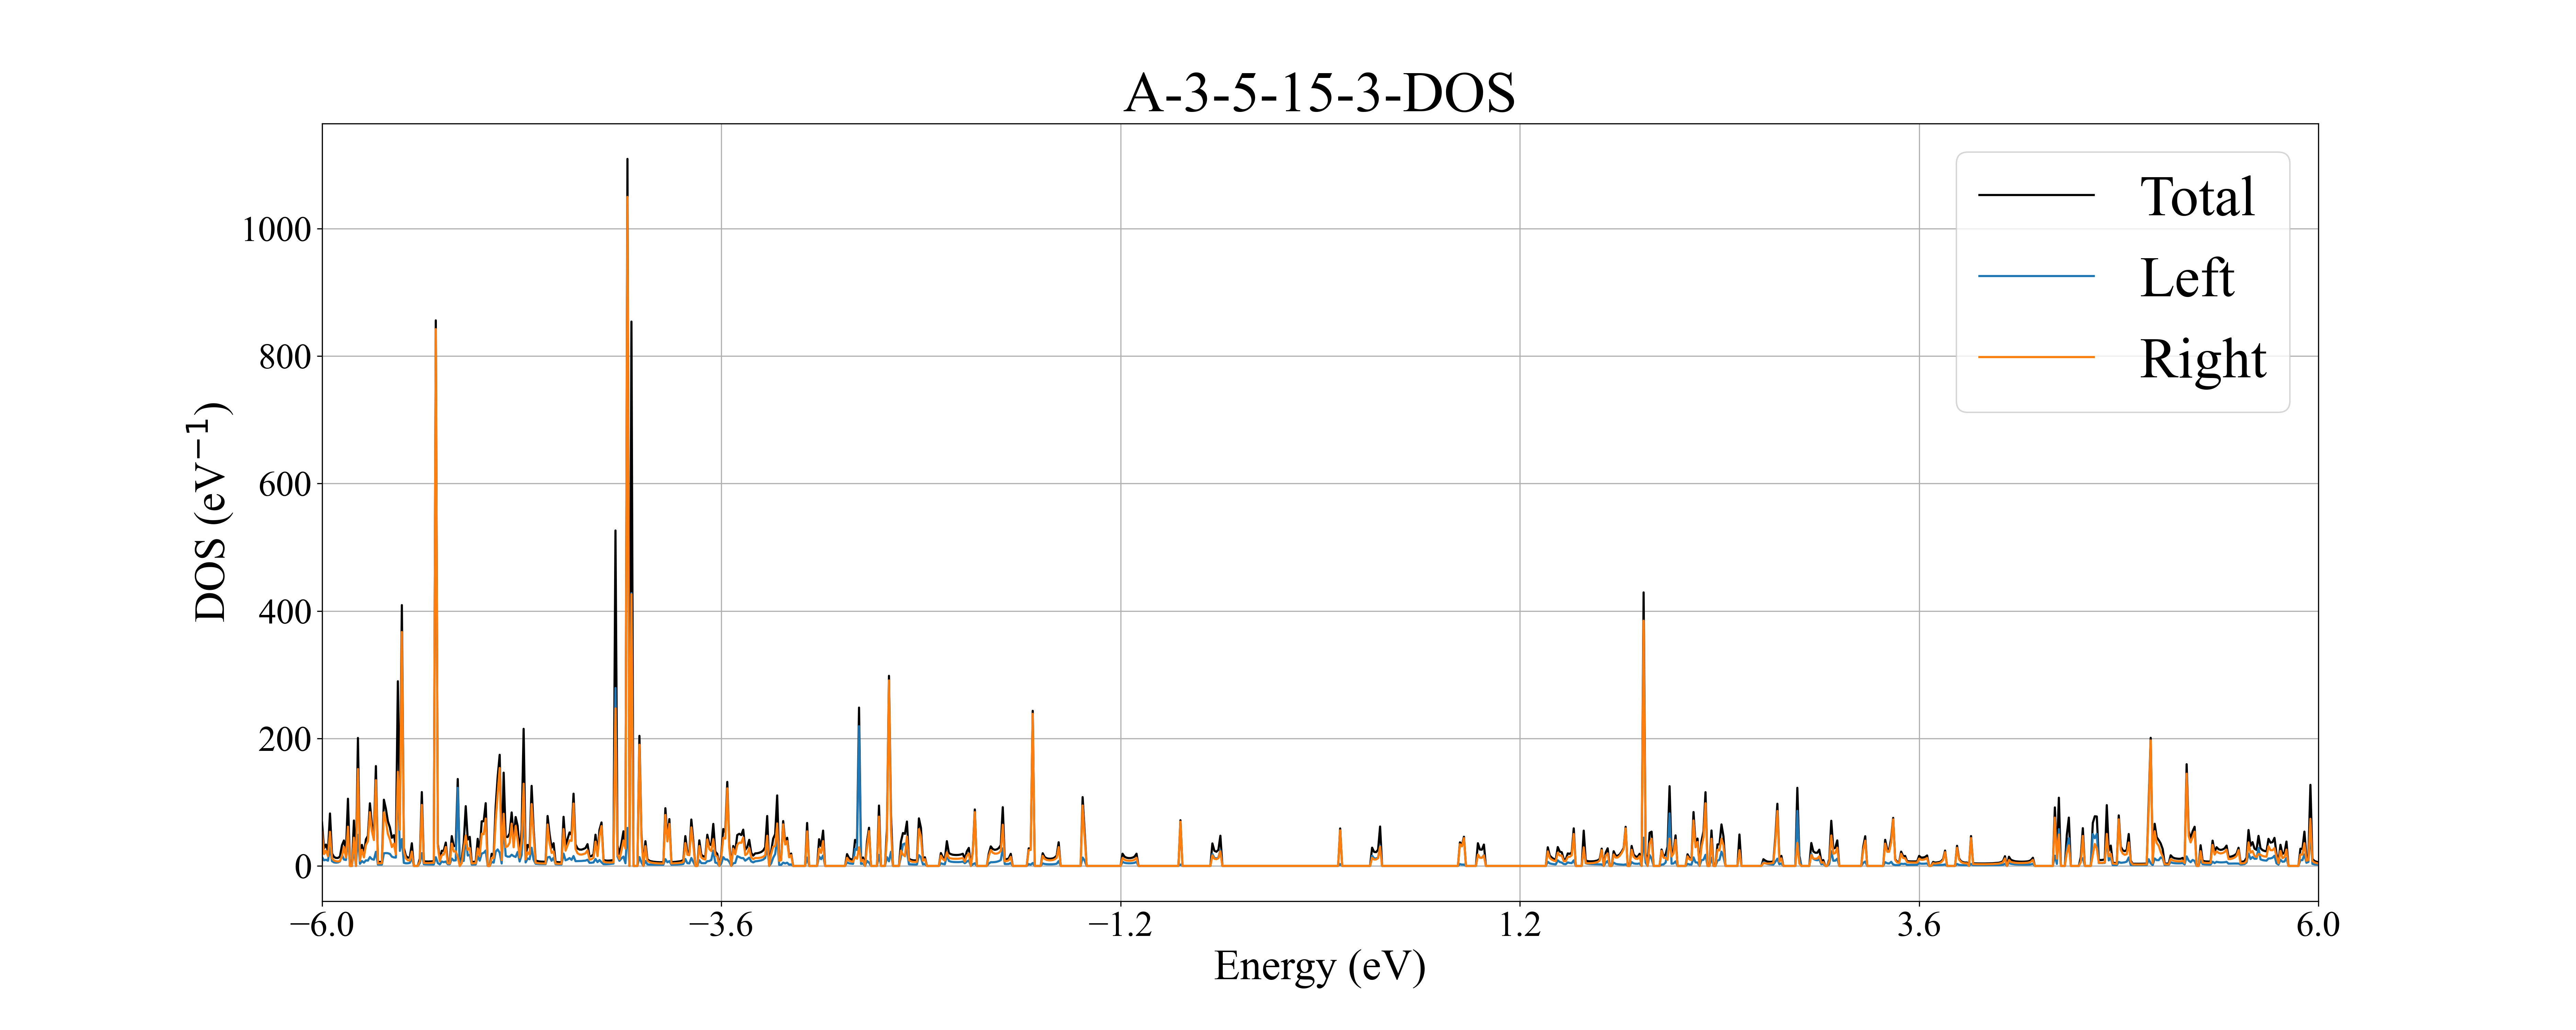 A-3-5-15-3-DOS
Total
Left
Right
1000
800
600
400
200
0
DOS (eV⁻¹)
−6.0
−3.6
−1.2
1.2
3.6
6.0
Energy (eV)